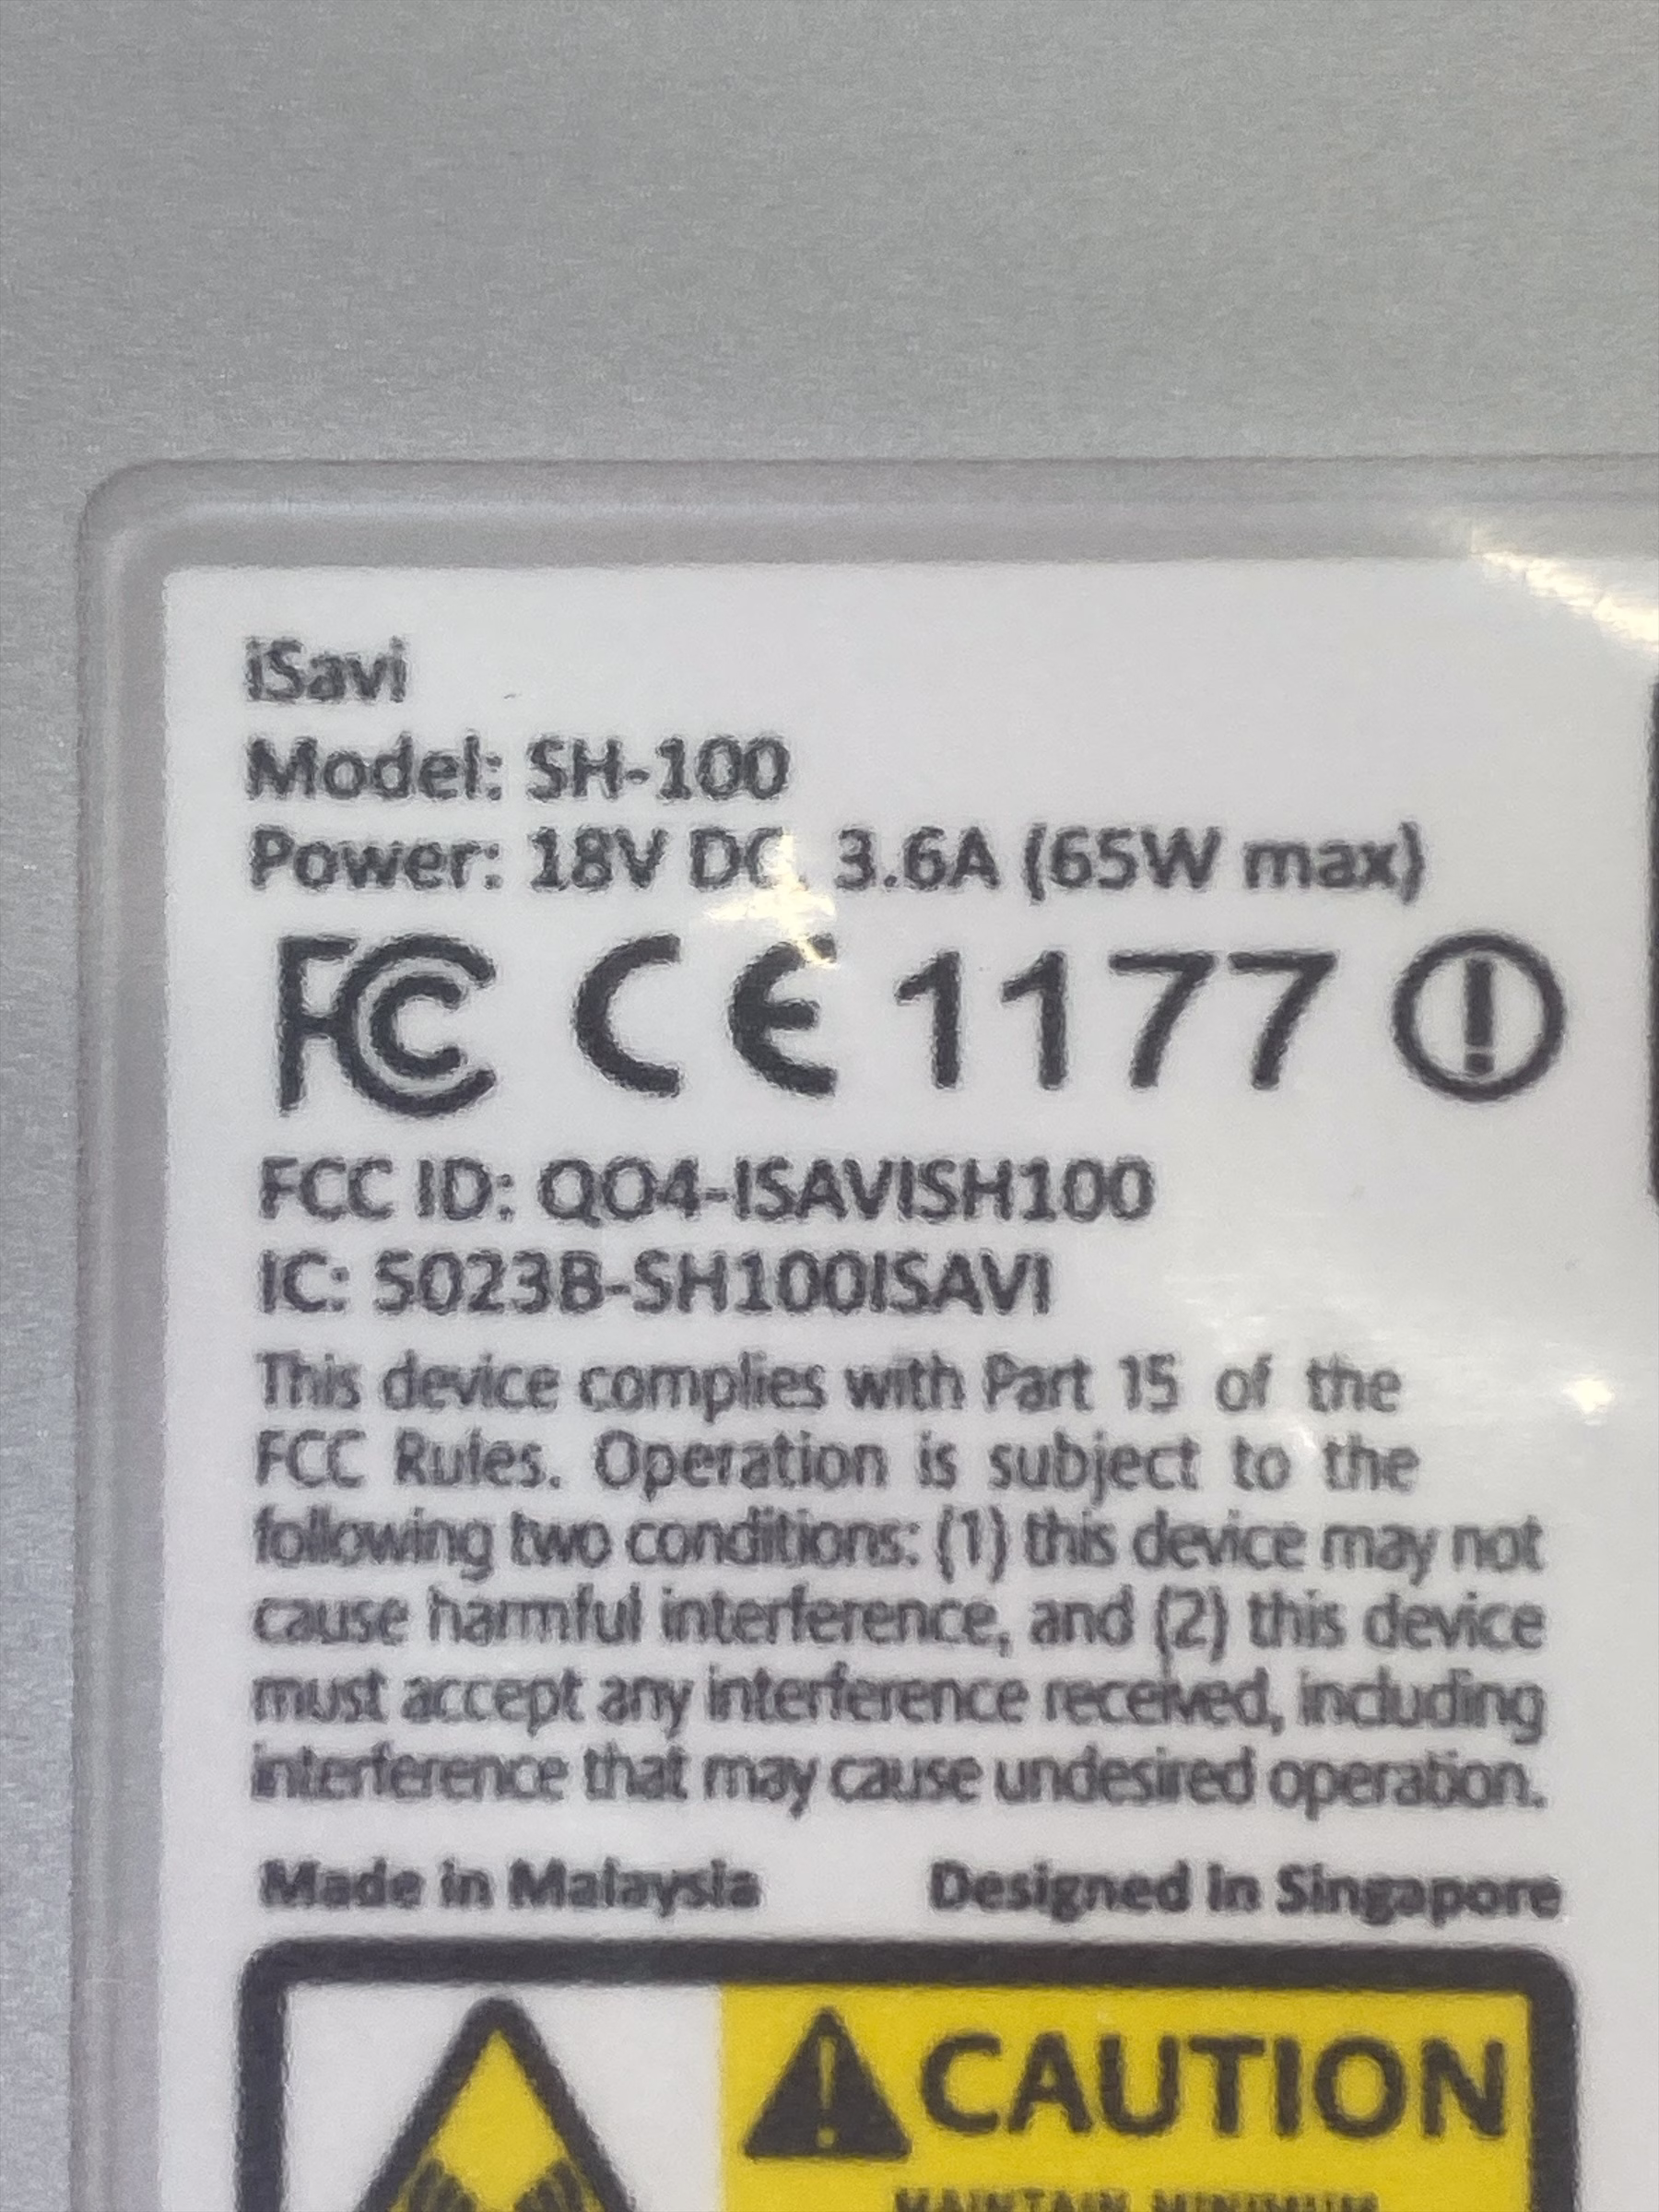 iSavi
Model: SH-100
Power: 18V DC, 3.6A (65W max)
FC CE 1177
FCC ID: QO4-ISAVISH100
IC: 5023B-SH100ISAVI
This device complies with Part 15 of the
FCC Rules. Operation is subject to the
following two conditions: (1) this device may not
cause harmful interference, and (2) this device
must accept any interference received, including
interference that may cause undesired operation.
Made in Malaysia Designed in Singapore
CAUTION
MAINTAIN MINIMUM